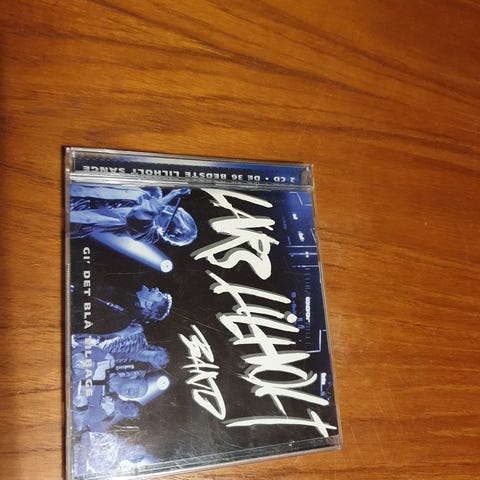 2 CD • DE 36 BEDSTE LILHOLT SANGE
LARS LILHOLT
BAND
GI' DET BLÅ TILBAGE